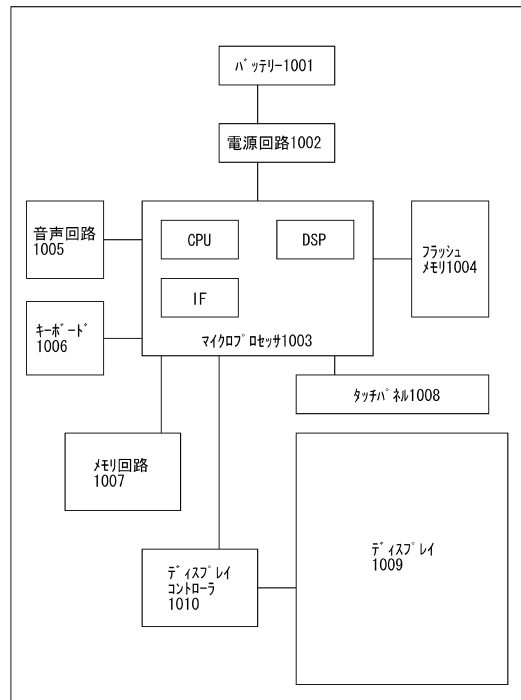 ﾊﾞｯﾃﾘｰ1001
電源回路1002
音声回路
1005
CPU
DSP
ﾌﾗｯｼｭ
ﾒﾓﾘ1004
IF
ｷｰﾎﾞｰﾄﾞ
1006
ﾏｲｸﾛﾌﾟﾛｾｯｻ1003
ﾀｯﾁﾊﾟﾈﾙ1008
ﾒﾓﾘ回路
1007
ﾃﾞｨｽﾌﾟﾚｲ
1009
ﾃﾞｨｽﾌﾟﾚｲ
ｺﾝﾄﾛｰﾗ
1010